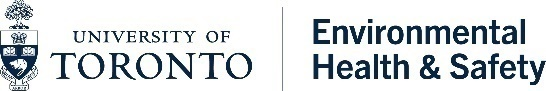 UNIVERSITY OF
TORONTO
Environmental
Health & Safety